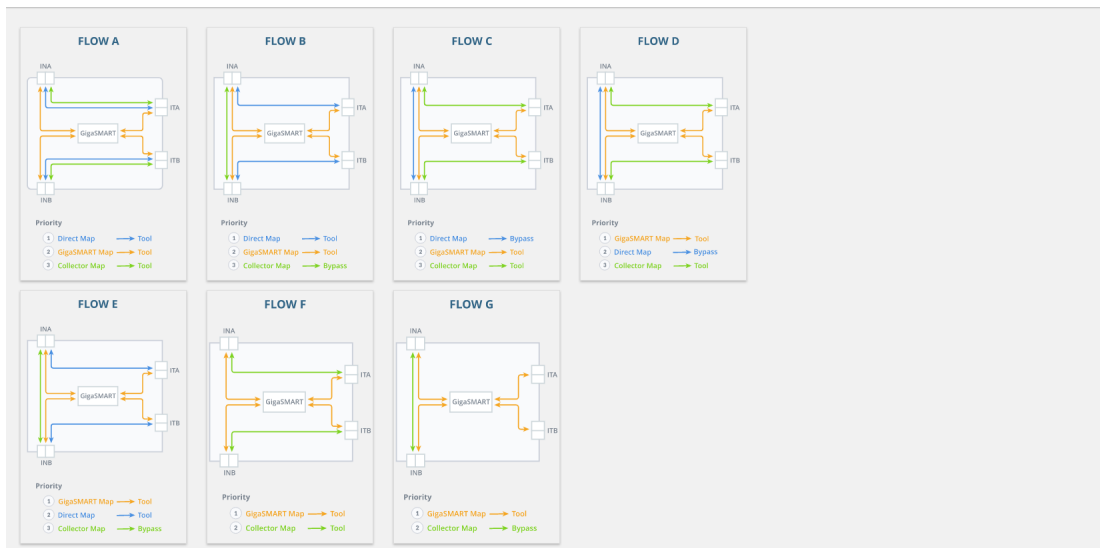 FLOW A
INA
ITA
GigaSMART
ITB
INB
Priority
1 Direct Map Tool
2 GigaSMART Map Tool
3 Collector Map Tool
FLOW B
INA
ITA
GigaSMART
ITB
INB
Priority
1 Direct Map Tool
2 GigaSMART Map Tool
3 Collector Map Bypass
FLOW C
INA
ITA
GigaSMART
ITB
INB
Priority
1 Direct Map Bypass
2 GigaSMART Map Tool
3 Collector Map Tool
FLOW D
INA
ITA
GigaSMART
ITB
INB
Priority
1 GigaSMART Map Tool
2 Direct Map Bypass
3 Collector Map Tool
FLOW E
INA
ITA
GigaSMART
ITB
INB
Priority
1 GigaSMART Map Tool
2 Direct Map Tool
3 Collector Map Bypass
FLOW F
INA
ITA
GigaSMART
ITB
INB
Priority
1 GigaSMART Map Tool
2 Collector Map Tool
FLOW G
INA
ITA
GigaSMART
ITB
INB
Priority
1 GigaSMART Map Tool
2 Collector Map Bypass